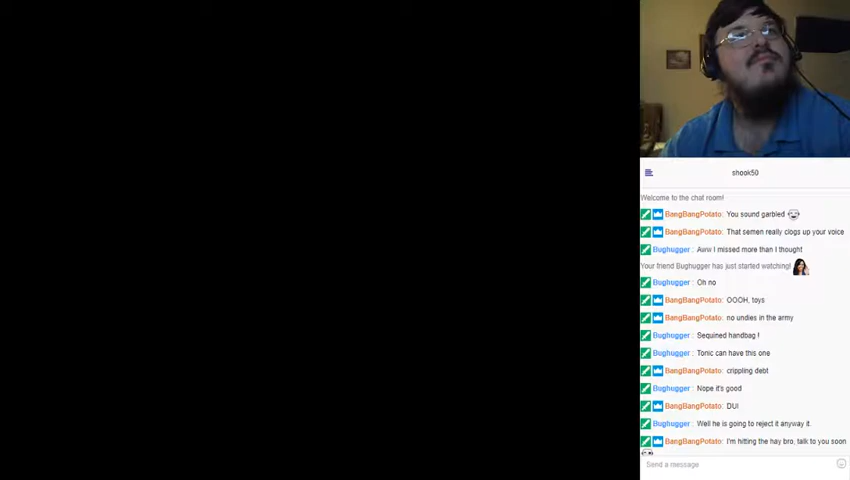 shook50
Welcome to the chat room!
BangBangPotato: You sound garbled
BangBangPotato: That semen really clogs up your voice
Bughugger: Aww I missed more than I thought
Your friend Bughugger has just started watching!
Bughugger: Oh no
BangBangPotato: OOOH, toys
BangBangPotato: no undies in the army
Bughugger: Sequined handbag !
Bughugger: Tonic can have this one
BangBangPotato: crippling debt
Bughugger: Nope it's good
BangBangPotato: DUI
Bughugger: Well he is going to reject it anyway it.
BangBangPotato: I'm hitting the hay bro, talk to you soon
Send a message